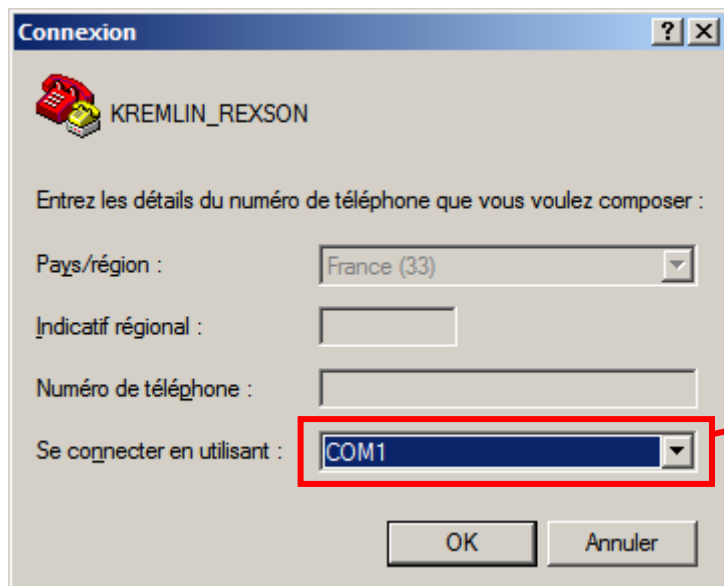 Connexion
KREMLIN_REXSON
Entrez les détails du numéro de téléphone que vous voulez composer :
Pays/région :
France (33)
Indicatif régional :
Numéro de téléphone :
Se connecter en utilisant :
COM1
OK
Annuler